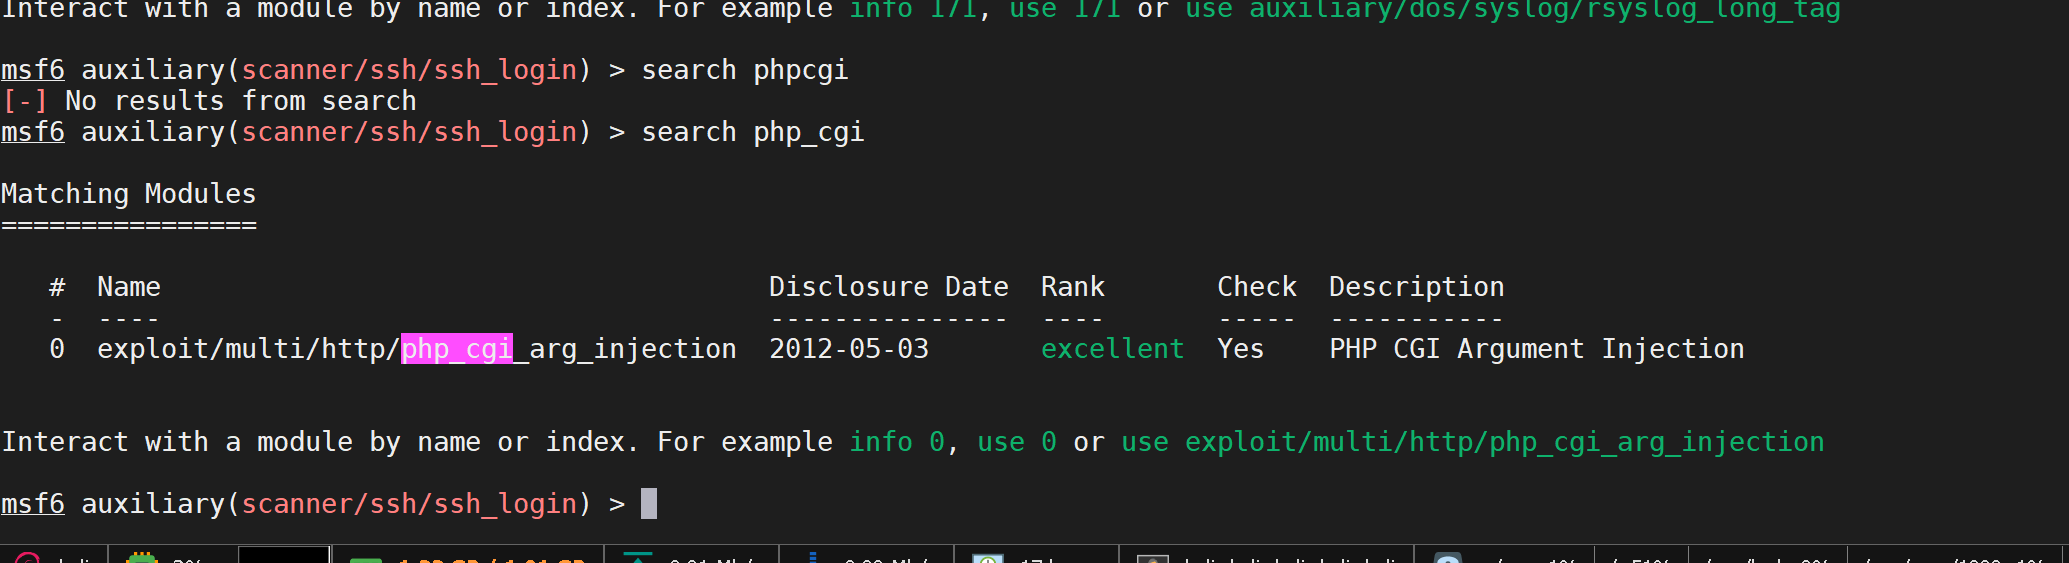 Interact with a module by name or index. For example info 171, use 171 or use auxiliary/dos/syslog/rsyslog_long_tag
msf6 auxiliary(scanner/ssh/ssh_login) > search phpcgi
[-] No results from search
msf6 auxiliary(scanner/ssh/ssh_login) > search php_cgi
Matching Modules
================
# Name Disclosure Date Rank Check Description
- ---- --------------- ---- ----- -----------
0 exploit/multi/http/php_cgi_arg_injection 2012-05-03 excellent Yes PHP CGI Argument Injection
Interact with a module by name or index. For example info 0, use 0 or use exploit/multi/http/php_cgi_arg_injection
msf6 auxiliary(scanner/ssh/ssh_login) >